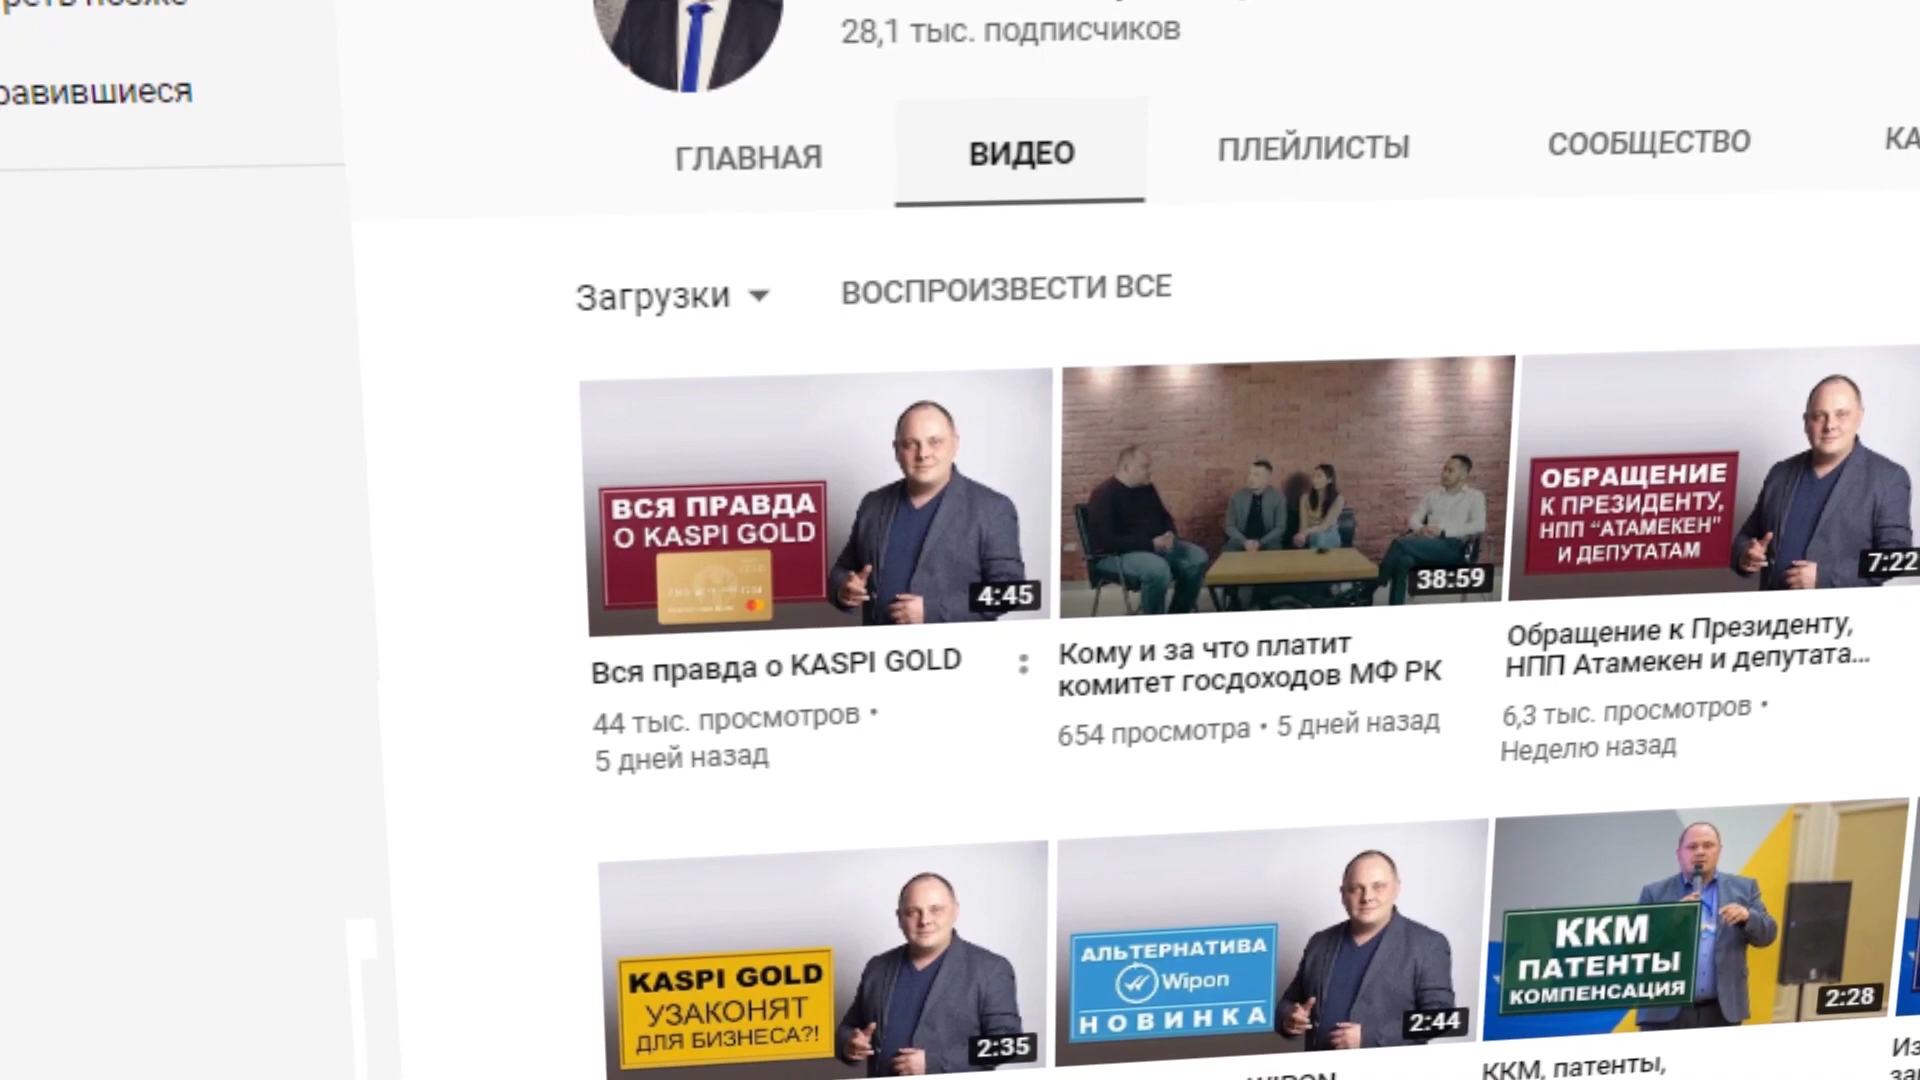 28,1 тыс. подписчиков
равившиеся
ГЛАВНАЯ
ВИДЕО
ПЛЕЙЛИСТЫ
СООБЩЕСТВО
КА
Загрузки
ВОСПРОИЗВЕСТИ ВСЕ
ВСЯ ПРАВДА
О KASPI GOLD
4:45
38:59
ОБРАЩЕНИЕ
К ПРЕЗИДЕНТУ,
НПП “АТАМЕКЕН”
И ДЕПУТАТАМ
7:22
Вся правда о KASPI GOLD
44 тыс. просмотров •
5 дней назад
Кому и за что платит
комитет госдоходов МФ РК
654 просмотра • 5 дней назад
Обращение к Президенту,
НПП Атамекен и депутата...
6,3 тыс. просмотров •
Неделю назад
KASPI GOLD
УЗАКОНЯТ
ДЛЯ БИЗНЕСА?!
2:35
АЛЬТЕРНАТИВА
Wipon
НОВИНКА
2:44
ККМ
ПАТЕНТЫ
КОМПЕНСАЦИЯ
2:28
WIPON
ККМ, патенты,
Из